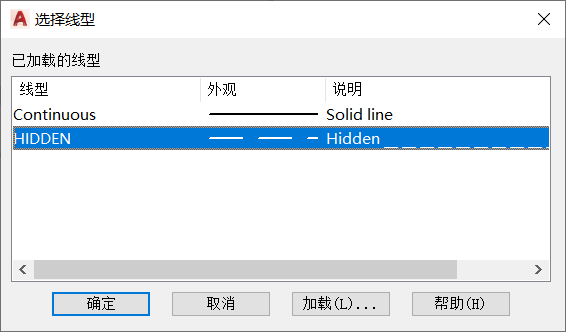 选择线型
已加载的线型
线型 外观 说明
Continuous Solid line
HIDDEN Hidden
确定 取消 加载(L)... 帮助(H)